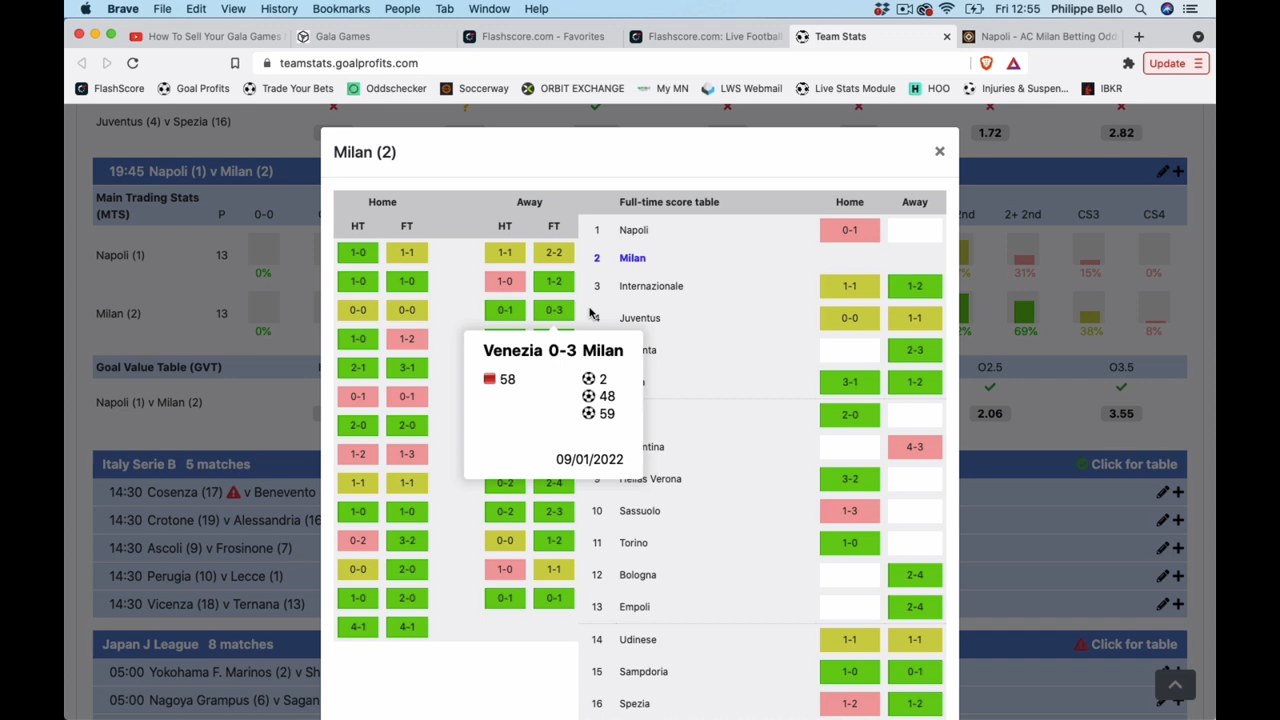 Brave File Edit View History Bookmarks People Tab Window Help Fri 12:55 Philippe Bello
How To Sell Your Gala Games Gala Games Flashscore.com - Favorites Flashscore.com: Live Football Team Stats Napoli - AC Milan Betting Odd
teamstats.goalprofits.com Update
FlashScore Goal Profits Trade Your Bets Oddschecker Soccerway ORBIT EXCHANGE My MN LWS Webmail Live Stats Module HOO Injuries & Suspen... IBKR
Juventus (4) v Spezia (16) 1.72 2.82
19:45 Napoli (1) v Milan (2)
Main Trading Stats
(MTS) P 0-0 2nd 2+ 2nd CS3 CS4
Napoli (1) 13 0% 31% 15% 0%
Milan (2) 13 0% 69% 38% 8%
Goal Value Table (GVT) O2.5 O3.5
Napoli (1) v Milan (2) 2.06 3.55
Italy Serie B 5 matches Click for table
14:30 Cosenza (17) v Benevento
14:30 Crotone (19) v Alessandria (16
14:30 Ascoli (9) v Frosinone (7)
14:30 Perugia (10) v Lecce (1)
14:30 Vicenza (18) v Ternana (13)
Japan J League 8 matches Click for table
05:00 Yokohama F. Marinos (2) v Sh
05:00 Nagoya Grampus (6) v Sagan
Milan (2) ×
Home Away Full-time score table Home Away
HT FT HT FT
1-0 1-1 1-1 2-2
1-0 1-0 1-0 1-2
0-0 0-0 0-1 0-3
1-0 1-2
2-1 3-1
0-1 0-1
2-0 2-0
1-2 1-3
1-1 1-1 0-2 2-4
1-0 1-0 0-2 2-3
0-2 3-2 0-0 1-2
0-0 2-0 1-0 1-1
1-0 2-0 0-1 0-1
4-1 4-1
1 Napoli 0-1
2 Milan
3 Internazionale 1-1 1-2
4 Juventus 0-0 1-1
nta 2-3
3-1 1-2
2-0
ntina 4-3
9 Hellas Verona 3-2
10 Sassuolo 1-3
11 Torino 1-0
12 Bologna 2-4
13 Empoli 2-4
14 Udinese 1-1 1-1
15 Sampdoria 1-0 0-1
16 Spezia 1-2 1-2
Venezia 0-3 Milan
58 2
48
59
09/01/2022